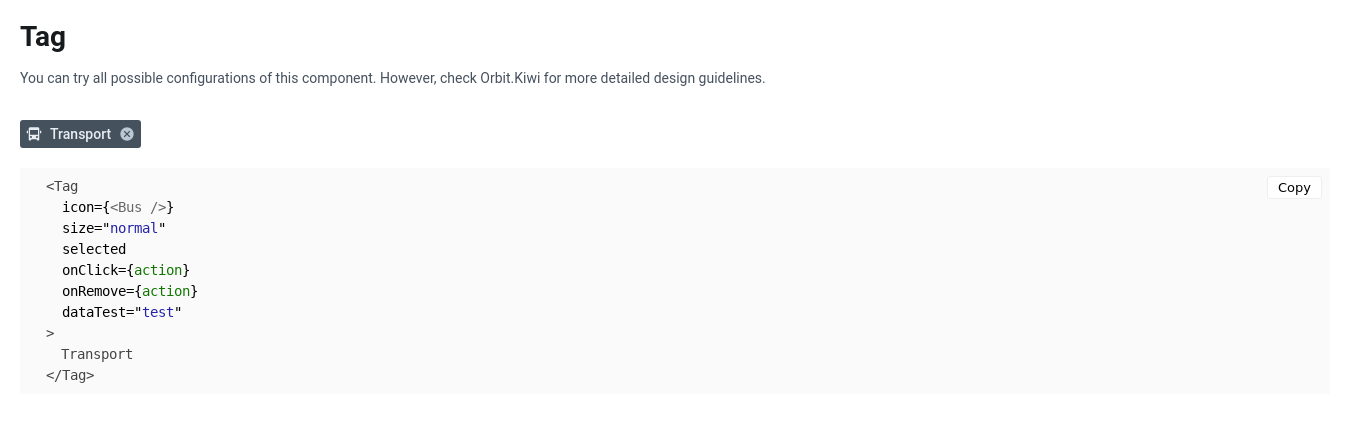 Tag
You can try all possible configurations of this component. However, check Orbit.Kiwi for more detailed design guidelines.
Transport
Copy
<Tag
  icon={<Bus />}
  size="normal"
  selected
  onClick={action}
  onRemove={action}
  dataTest="test"
>
  Transport
</Tag>